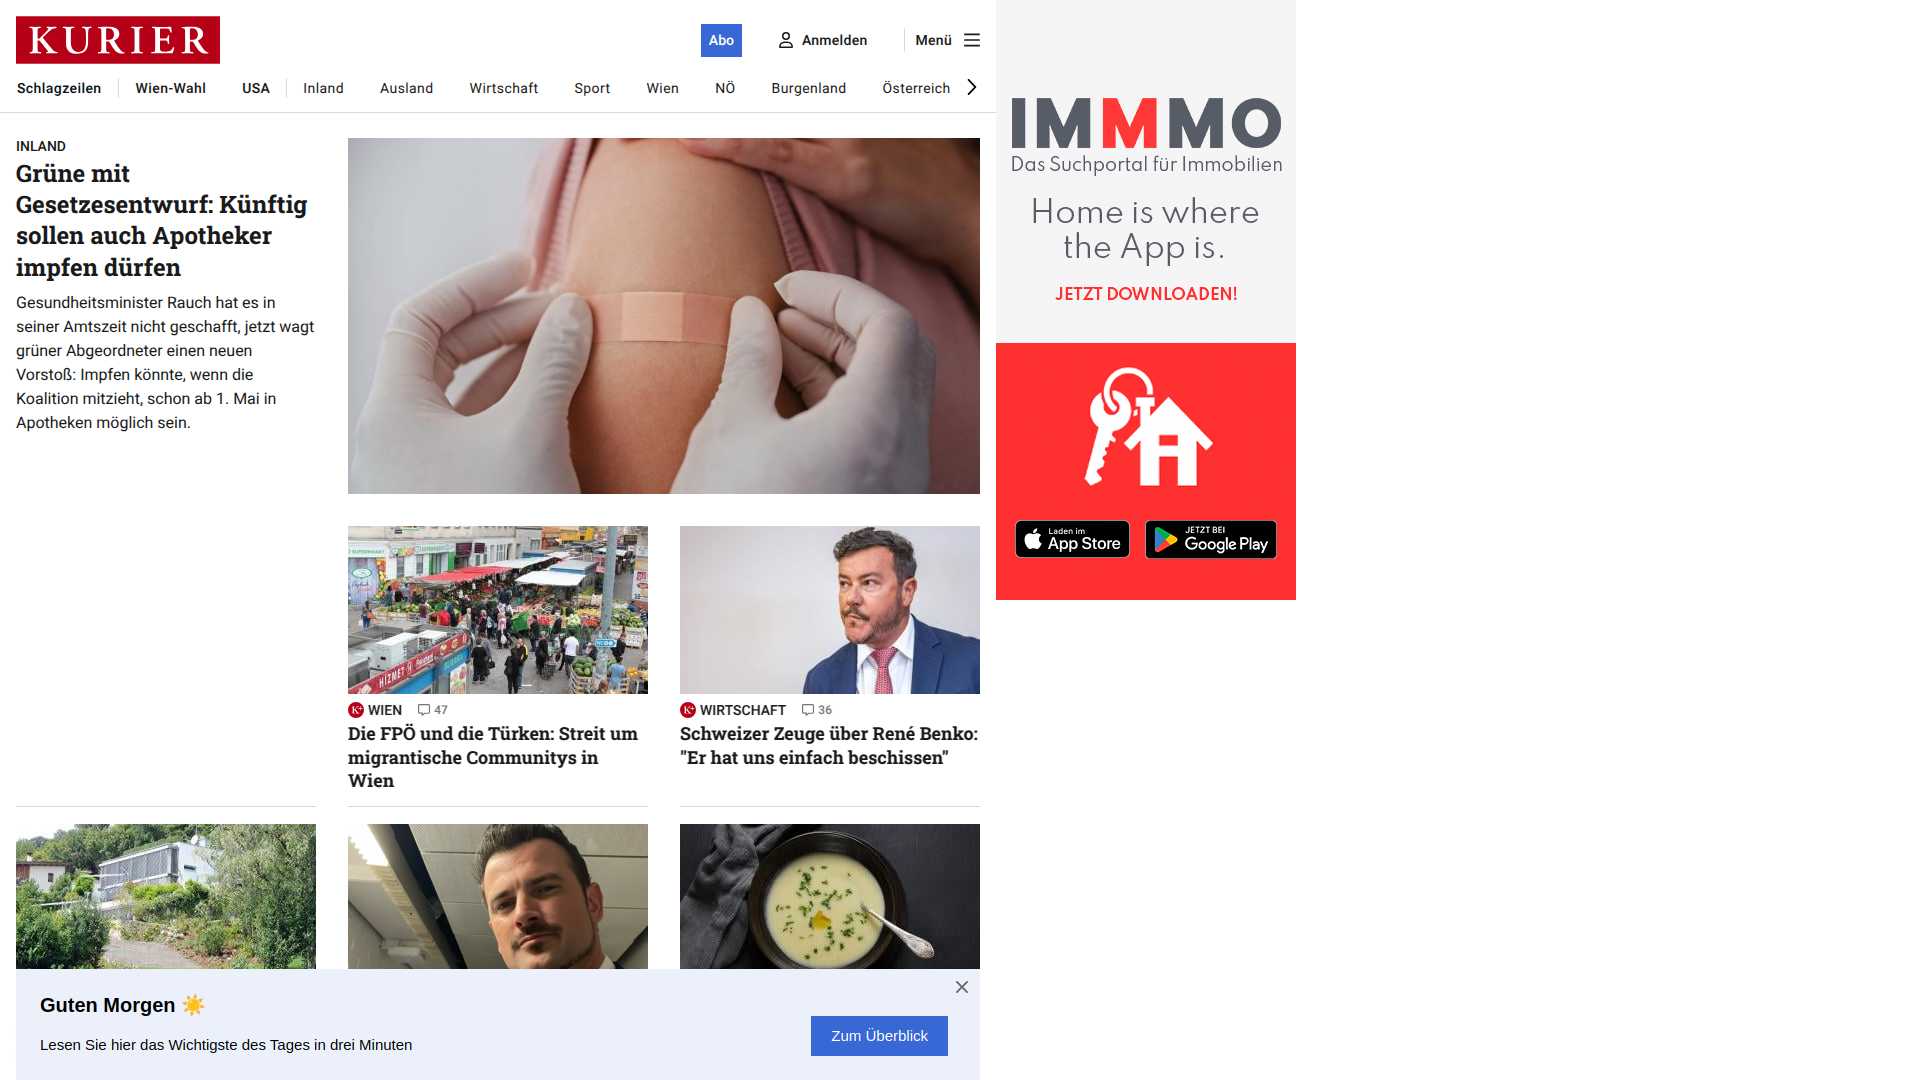 KURIER
Abo
Anmelden
Menü
Schlagzeilen
Wien-Wahl
USA
Inland
Ausland
Wirtschaft
Sport
Wien
NÖ
Burgenland
Österreich
INLAND
Grüne mit
Gesetzesentwurf: Künftig
sollen auch Apotheker
impfen dürfen
Gesundheitsminister Rauch hat es in
seiner Amtszeit nicht geschafft, jetzt wagt
grüner Abgeordneter einen neuen
Vorstoß: Impfen könnte, wenn die
Koalition mitzieht, schon ab 1. Mai in
Apotheken möglich sein.
HİZMET
K+ WIEN 47
Die FPÖ und die Türken: Streit um
migrantische Communitys in
Wien
K+ WIRTSCHAFT 36
Schweizer Zeuge über René Benko:
"Er hat uns einfach beschissen"
Guten Morgen ☀️
Lesen Sie hier das Wichtigste des Tages in drei Minuten
Zum Überblick
IMMMO
Das Suchportal für Immobilien
Home is where
the App is.
JETZT DOWNLOADEN!
Laden im
App Store
JETZT BEI
Google Play